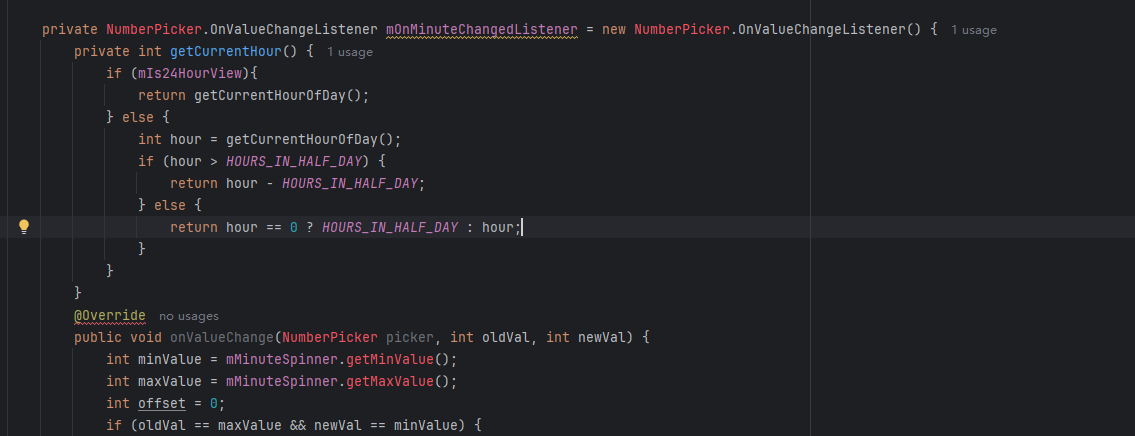 private NumberPicker.OnValueChangeListener mOnMinuteChangedListener = new NumberPicker.OnValueChangeListener() { 1 usage
private int getCurrentHour() { 1 usage
if (mIs24HourView){
return getCurrentHourOfDay();
} else {
int hour = getCurrentHourOfDay();
if (hour > HOURS_IN_HALF_DAY) {
return hour - HOURS_IN_HALF_DAY;
} else {
return hour == 0 ? HOURS_IN_HALF_DAY : hour;
}
}
}
@Override no usages
public void onValueChange(NumberPicker picker, int oldVal, int newVal) {
int minValue = mMinuteSpinner.getMinValue();
int maxValue = mMinuteSpinner.getMaxValue();
int offset = 0;
if (oldVal == maxValue && newVal == minValue) {